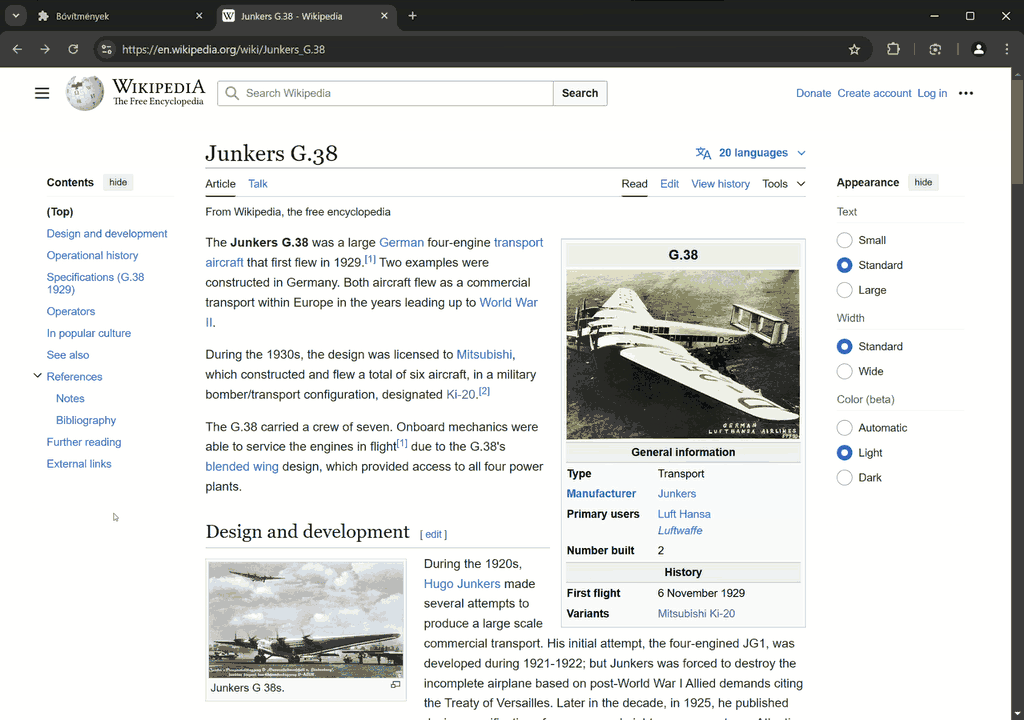 Bővítmények
Junkers G.38 - Wikipedia
https://en.wikipedia.org/wiki/Junkers_G.38
WIKIPEDIA
The Free Encyclopedia
Search Wikipedia
Search
Donate Create account Log in
Junkers G.38
20 languages
Article Talk
Read Edit View history Tools
From Wikipedia, the free encyclopedia
Contents hide
(Top)
Design and development
Operational history
Specifications (G.38
1929)
Operators
In popular culture
See also
References
Notes
Bibliography
Further reading
External links
The Junkers G.38 was a large German four-engine transport
aircraft that first flew in 1929.[1] Two examples were
constructed in Germany. Both aircraft flew as a commercial
transport within Europe in the years leading up to World War
II.
During the 1930s, the design was licensed to Mitsubishi,
which constructed and flew a total of six aircraft, in a military
bomber/transport configuration, designated Ki-20.[2]
The G.38 carried a crew of seven. Onboard mechanics were
able to service the engines in flight[1] due to the G.38's
blended wing design, which provided access to all four power
plants.
G.38
GERMAN
LUFTHANSA AIRLINES
General information
Type Transport
Manufacturer Junkers
Primary users Luft Hansa
Luftwaffe
Number built 2
History
First flight 6 November 1929
Variants Mitsubishi Ki-20
Design and development [ edit ]
Junkers G 38s.
During the 1920s,
Hugo Junkers made
several attempts to
produce a large scale
commercial transport. His initial attempt, the four-engined JG1, was
developed during 1921-1922; but Junkers was forced to destroy the
incomplete airplane based on post-World War I Allied demands citing
the Treaty of Versailles. Later in the decade, in 1925, he published
Appearance hide
Text
Small
Standard
Large
Width
Standard
Wide
Color (beta)
Automatic
Light
Dark